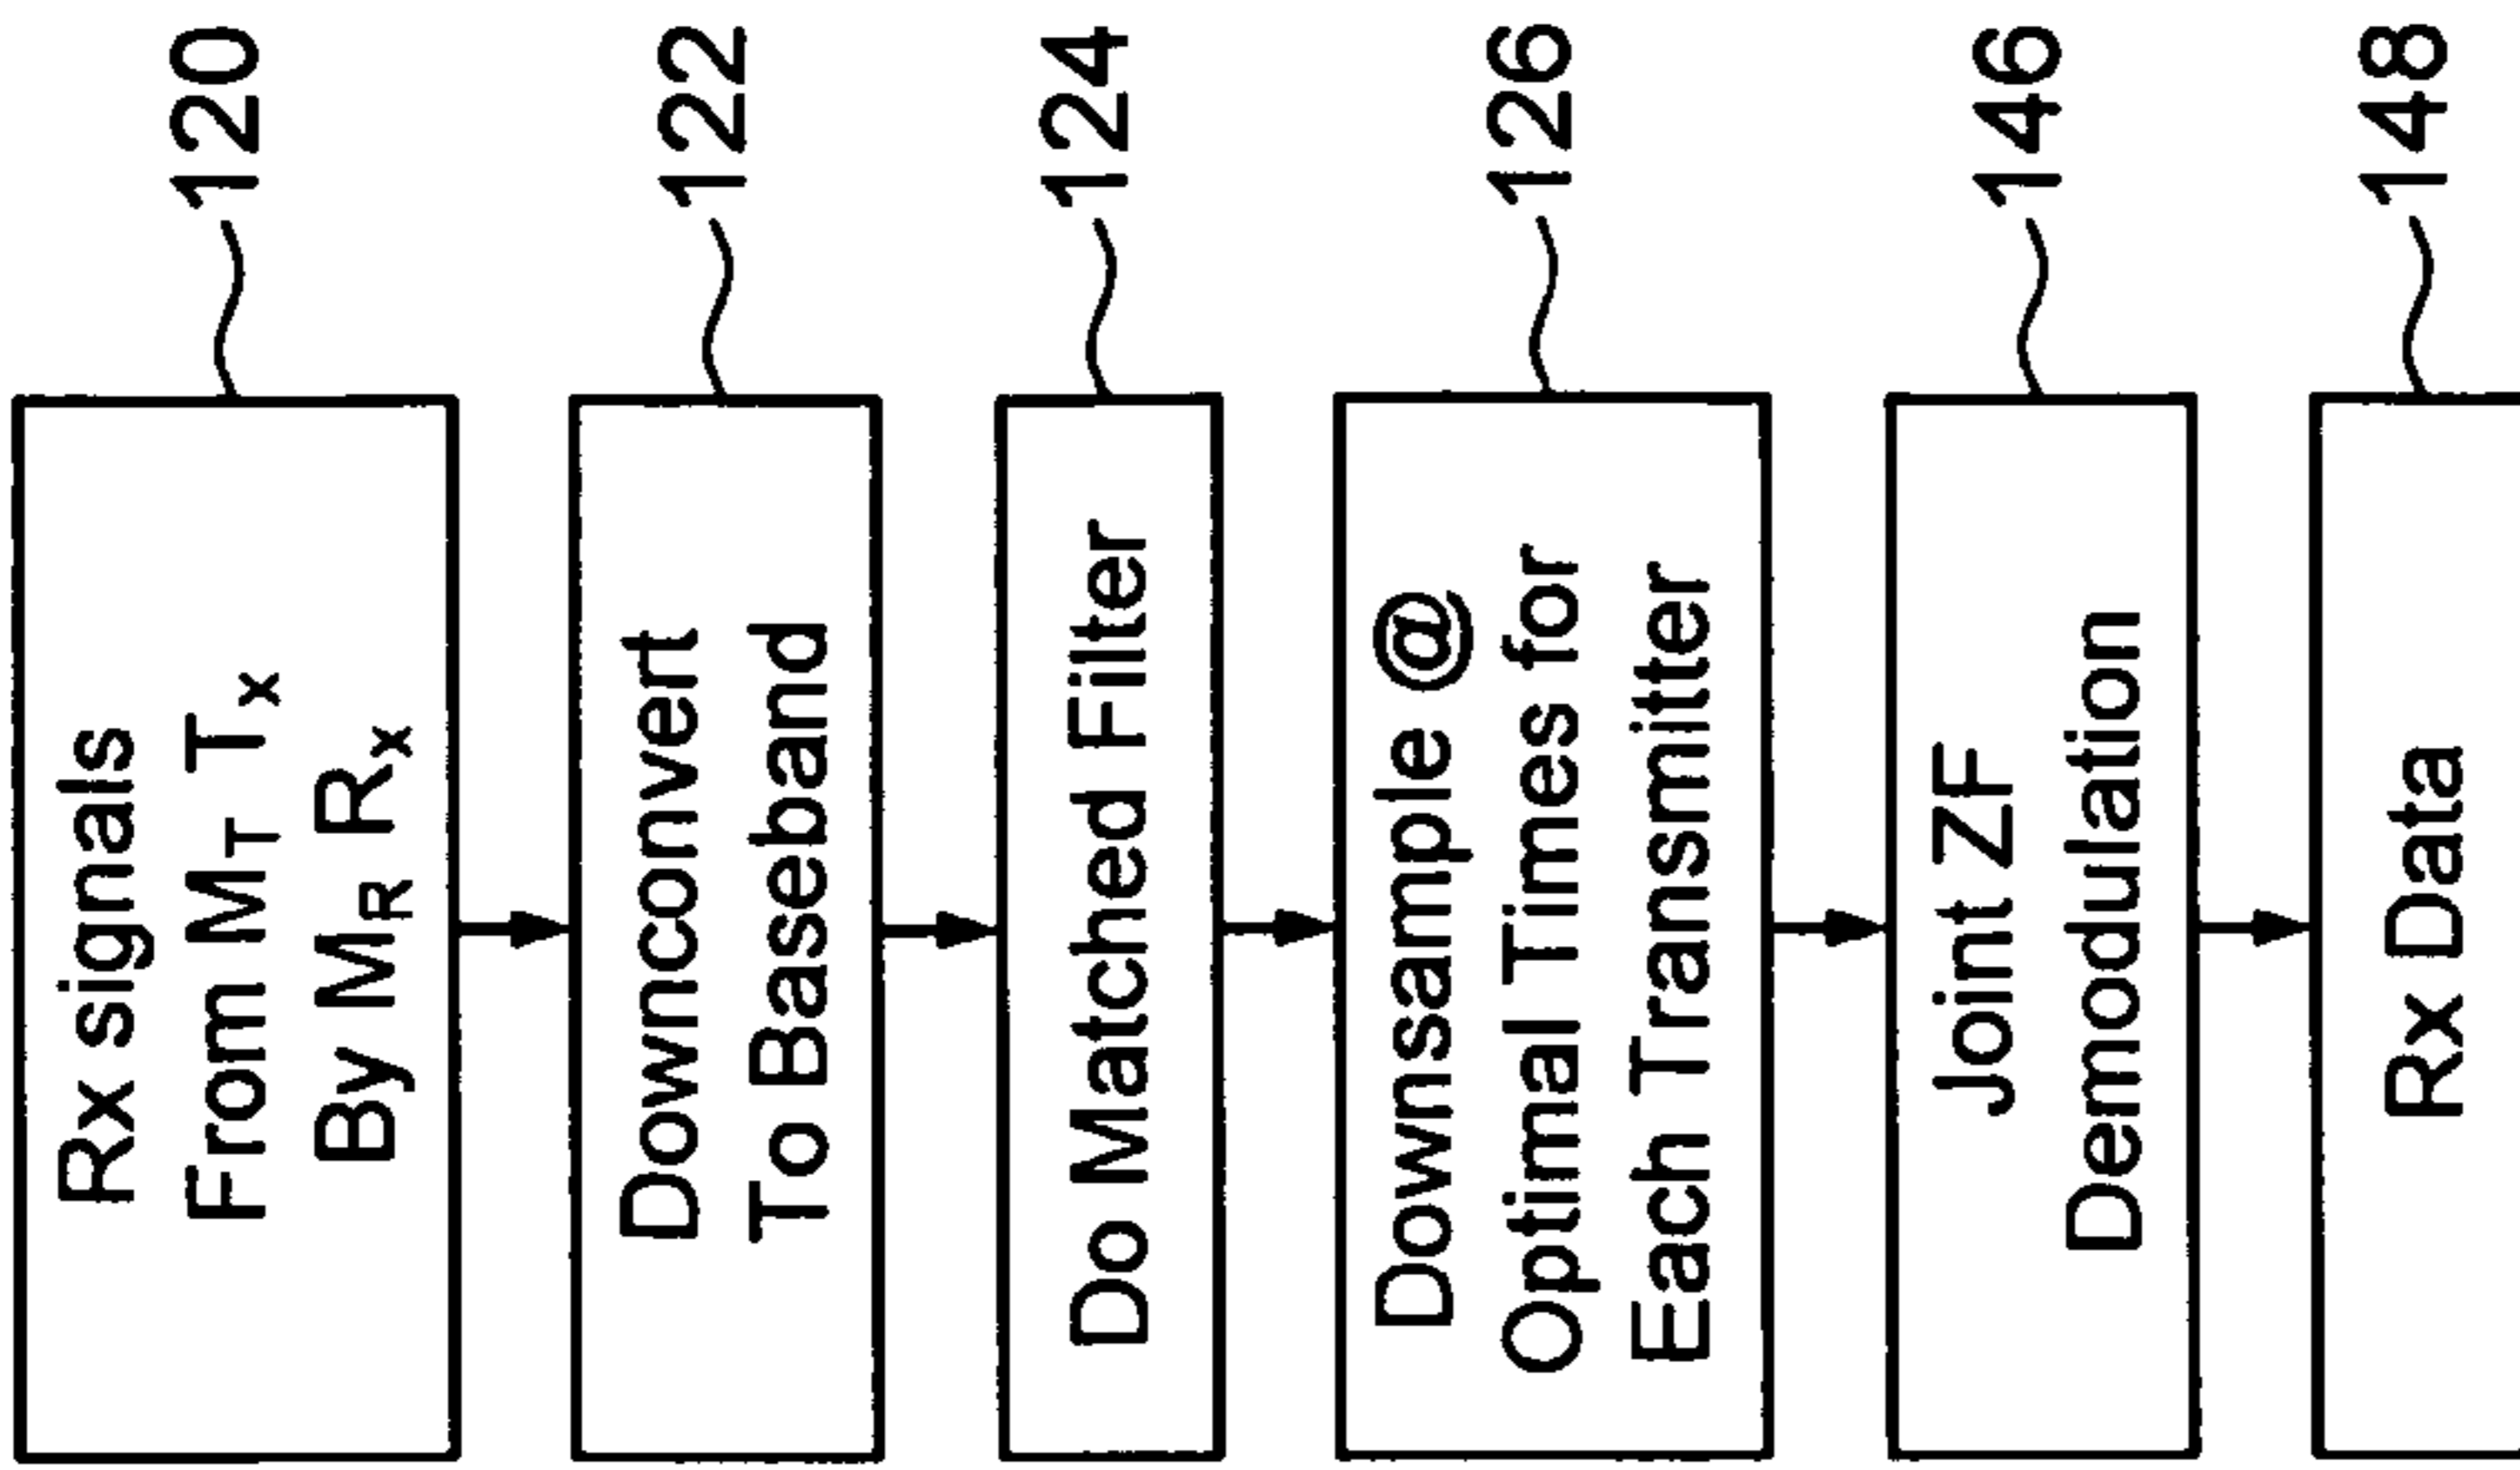 Rx signals
From M_T T_x
By M_R R_x
120
Downconvert
To Baseband
122
Do Matched Filter
124
Downsample @
Optimal Times for
Each Transmitter
126
Joint ZF
Demodulation
146
Rx Data
148